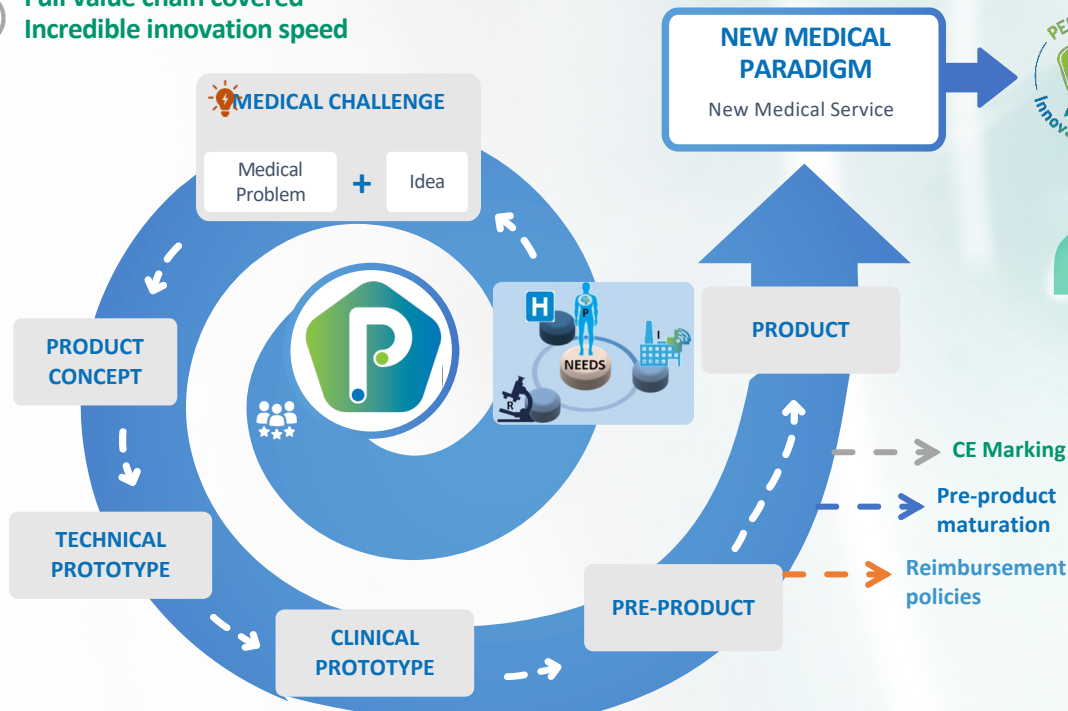 Full value chain covered
Incredible innovation speed
MEDICAL CHALLENGE
Medical
Problem
+
Idea
NEW MEDICAL
PARADIGM
New Medical Service
PRODUCT
CONCEPT
H
P
I
NEEDS
R
PRODUCT
TECHNICAL
PROTOTYPE
CLINICAL
PROTOTYPE
PRE-PRODUCT
CE Marking
Pre-product
maturation
Reimbursement
policies